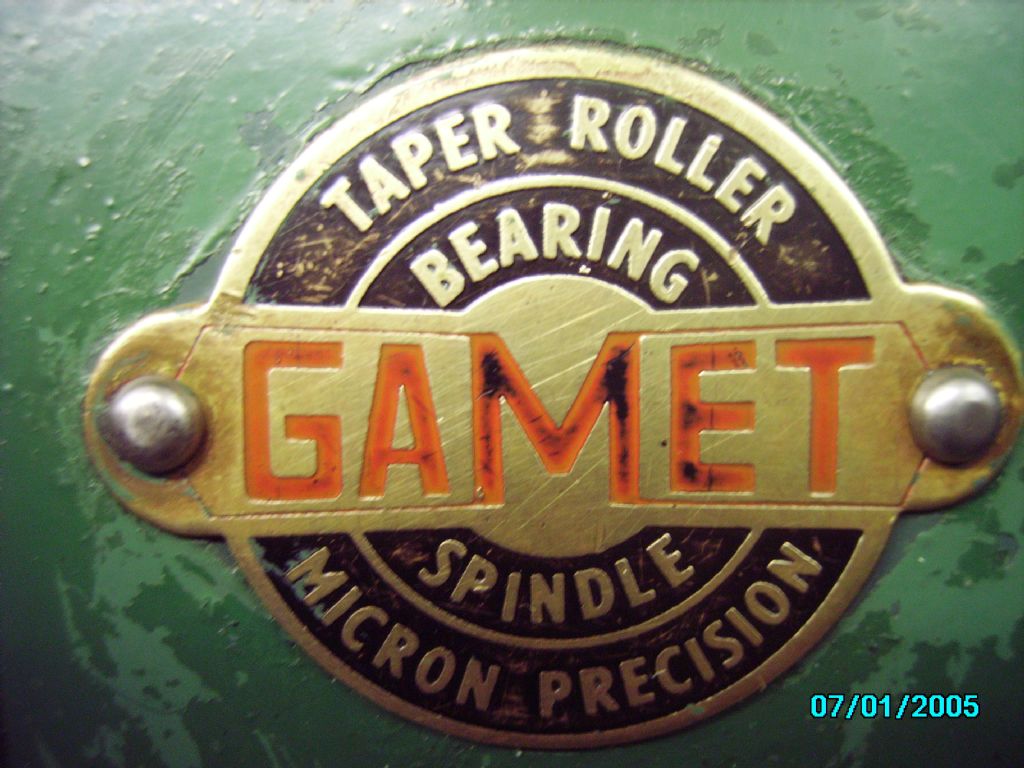 TAPER ROLLER
BEARING
GAMET
SPINDLE
MICRON PRECISION
07/01/2005